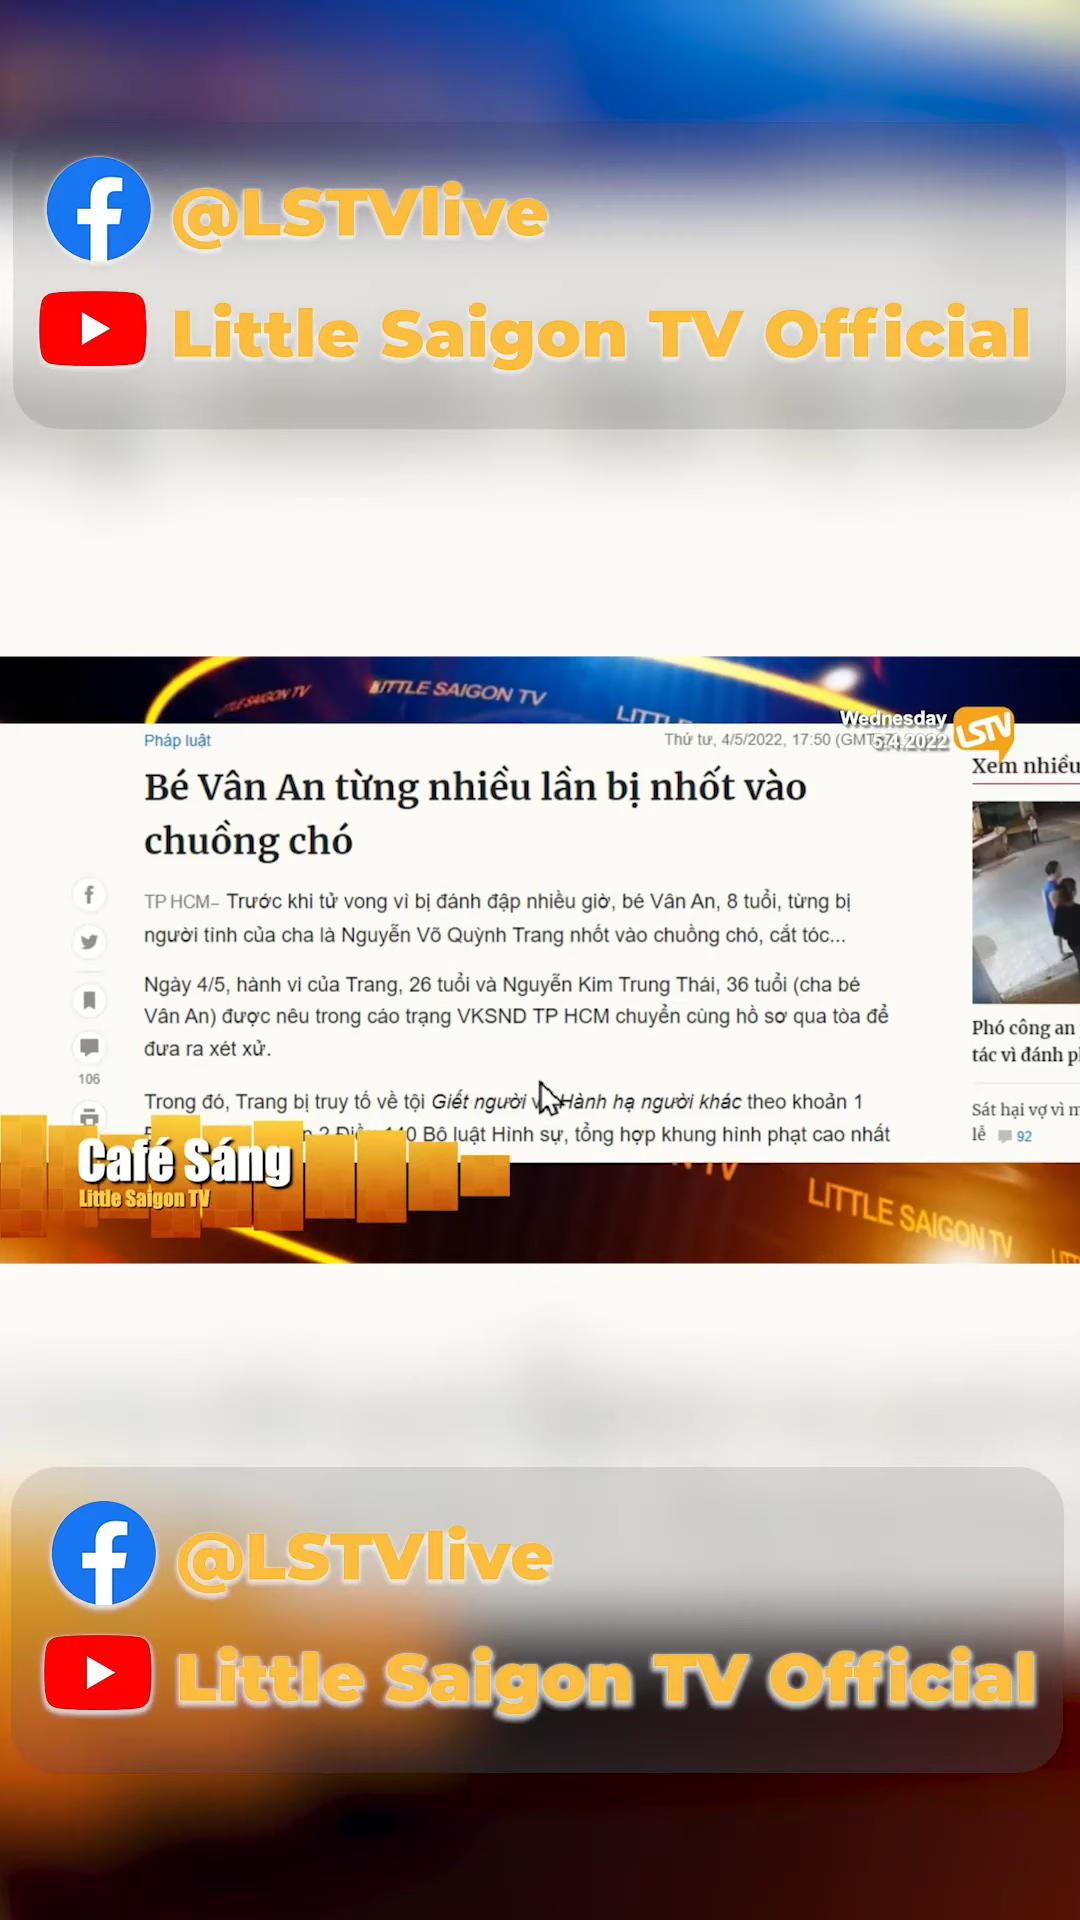 @LSTVlive
Little Saigon TV Official
LITTLE SAIGON TV
LITTLE SAIGON TV
Wednesday
5.4.2022
LSTV
Pháp luật
Thứ tư, 4/5/2022, 17:50
Xem nhiều
Bé Vân An từng nhiều lần bị nhốt vào
chuồng chó
TP HCM– Trước khi tử vong vì bị đánh đập nhiều giờ, bé Vân An, 8 tuổi, từng bị
người tình của cha là Nguyễn Võ Quỳnh Trang nhốt vào chuồng chó, cắt tóc...
Ngày 4/5, hành vi của Trang, 26 tuổi và Nguyễn Kim Trung Thái, 36 tuổi (cha bé
Vân An) được nêu trong cáo trạng VKSND TP HCM chuyển cùng hồ sơ qua tòa để
đưa ra xét xử.
106
Phó công an
tác vì đánh
Trong đó, Trang bị truy tố về tội Giết người Hành hạ người khác theo khoản 1
Bộ luật Hình sự, tổng hợp khung hình phạt cao nhất
Sát hại vợ vì
lễ 92
Café Sáng
Little Saigon TV
LITTLE SAIGON TV
@LSTVlive
Little Saigon TV Official